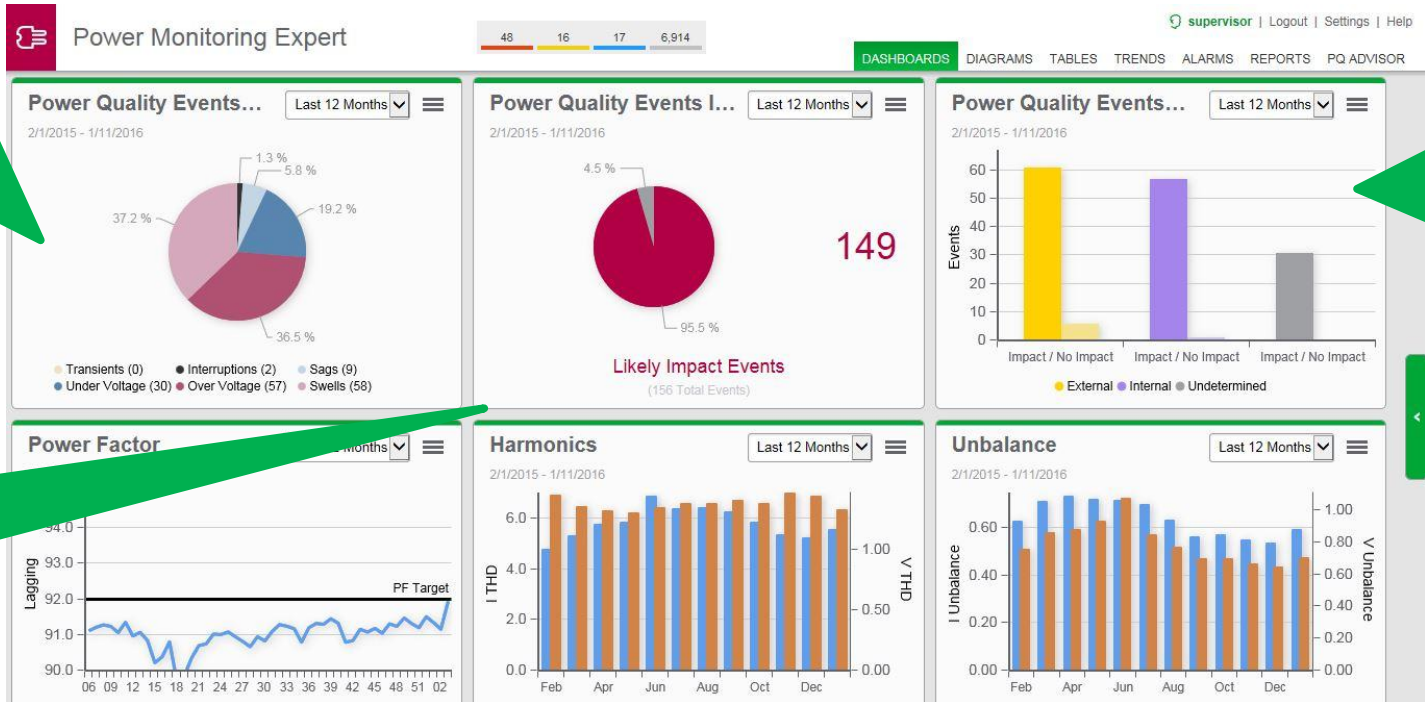 supervisor | Logout | Settings | Help
Power Monitoring Expert
48 16 17 6,914
DASHBOARDS DIAGRAMS TABLES TRENDS ALARMS REPORTS PQ ADVISOR
Power Quality Events... Last 12 Months
2/1/2015 - 1/11/2016
1.3 %
5.8 %
19.2 %
37.2 %
36.5 %
Transients (0) Interruptions (2) Sags (9)
Under Voltage (30) Over Voltage (57) Swells (58)
Power Quality Events I... Last 12 Months
2/1/2015 - 1/11/2016
4.5 %
149
95.5 %
Likely Impact Events
(156 Total Events)
Power Quality Events... Last 12 Months
2/1/2015 - 1/11/2016
Events
60
50
40
30
20
10
0
Impact / No Impact Impact / No Impact Impact / No Impact
External Internal Undetermined
Power Factor Months
94.0
93.0
92.0
91.0
90.0
Lagging
PF Target
06 09 12 15 18 21 24 27 30 33 36 39 42 45 48 51 02
Harmonics Last 12 Months
2/1/2015 - 1/11/2016
I THD
6.0
4.0
2.0
0.0
1.00
0.50
0.00
V THD
Feb Apr Jun Aug Oct Dec
Unbalance Last 12 Months
2/1/2015 - 1/11/2016
I Unbalance
0.60
0.40
0.20
0.00
1.00
0.80
0.60
0.40
0.20
0.00
V Unbalance
Feb Apr Jun Aug Oct Dec